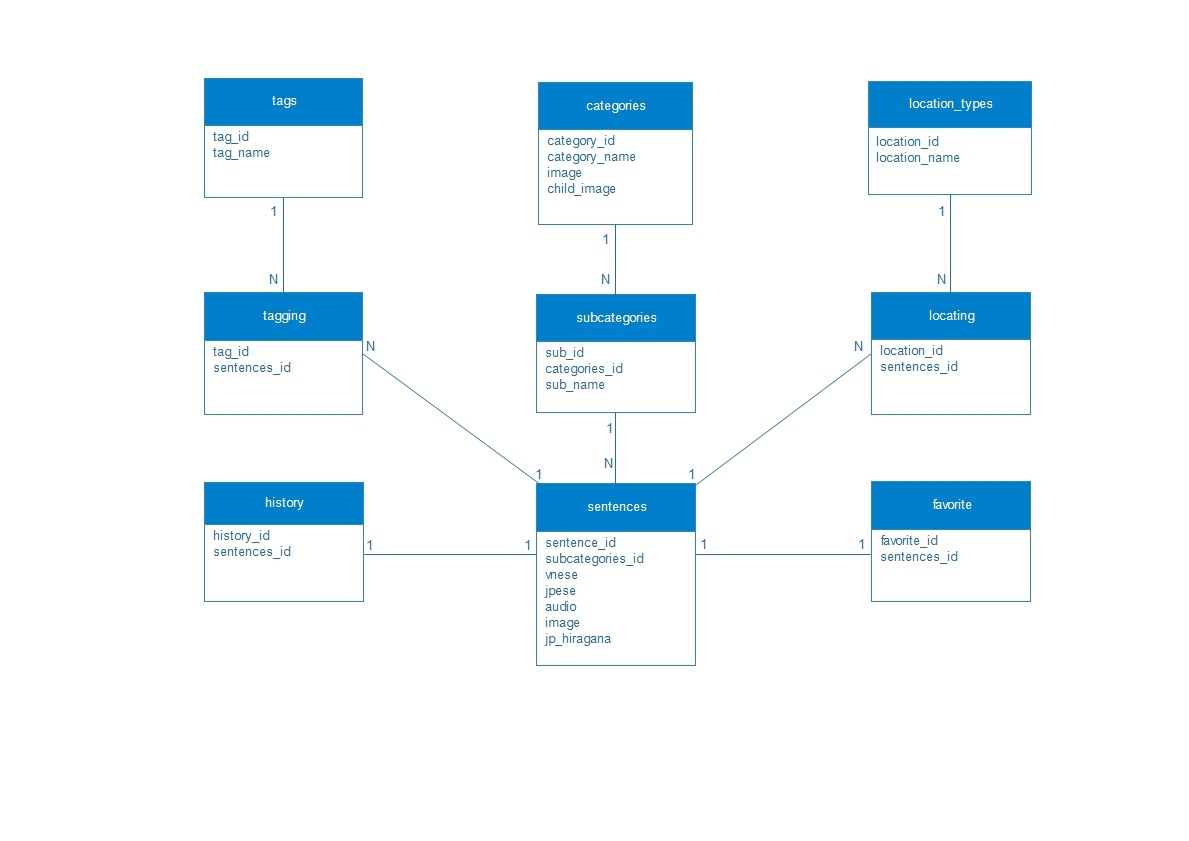 tags
tag_id
tag_name
categories
category_id
category_name
image
child_image
location_types
location_id
location_name
1
N
1
N
1
N
tagging
tag_id
sentences_id
N
subcategories
sub_id
categories_id
sub_name
locating
location_id
sentences_id
N
1
1
N
1
history
history_id
sentences_id
1
1
sentences
sentence_id
subcategories_id
vnese
jpese
audio
image
jp_hiragana
1
1
favorite
favorite_id
sentences_id